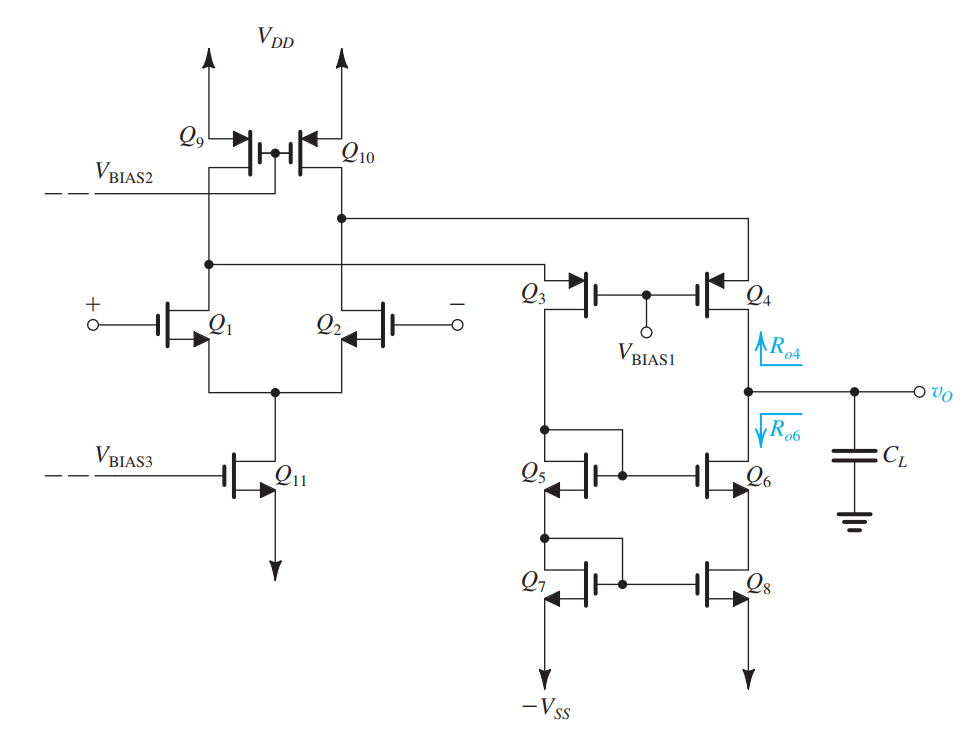 V_DD
Q_9
Q_10
V_BIAS2
+
−
Q_1
Q_2
Q_3
Q_4
V_BIAS1
R_o4
v_O
R_o6
V_BIAS3
Q_11
Q_5
Q_6
C_L
Q_7
Q_8
−V_SS